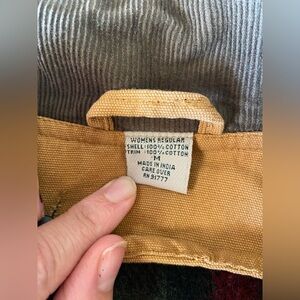 WOMENS REGULAR
SHELL: 100% COTTON
TRIM: 100% COTTON
M
MADE IN INDIA
CARE OVER
RN 91777